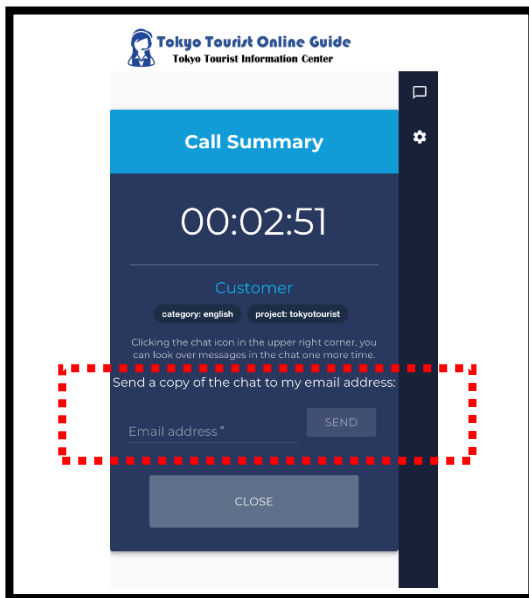 Tokyo Tourist Online Guide
Tokyo Tourist Information Center
Call Summary
00:02:51
Customer
category: english project: tokyotourist
Clicking the chat icon in the upper right corner, you
can look over messages in the chat one more time.
Send a copy of the chat to my email address:
Email address *
SEND
CLOSE